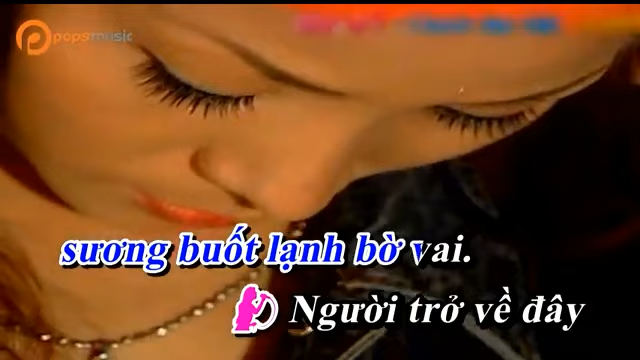 popsmusic
sương buốt lạnh bờ vai.
Người trở về đây